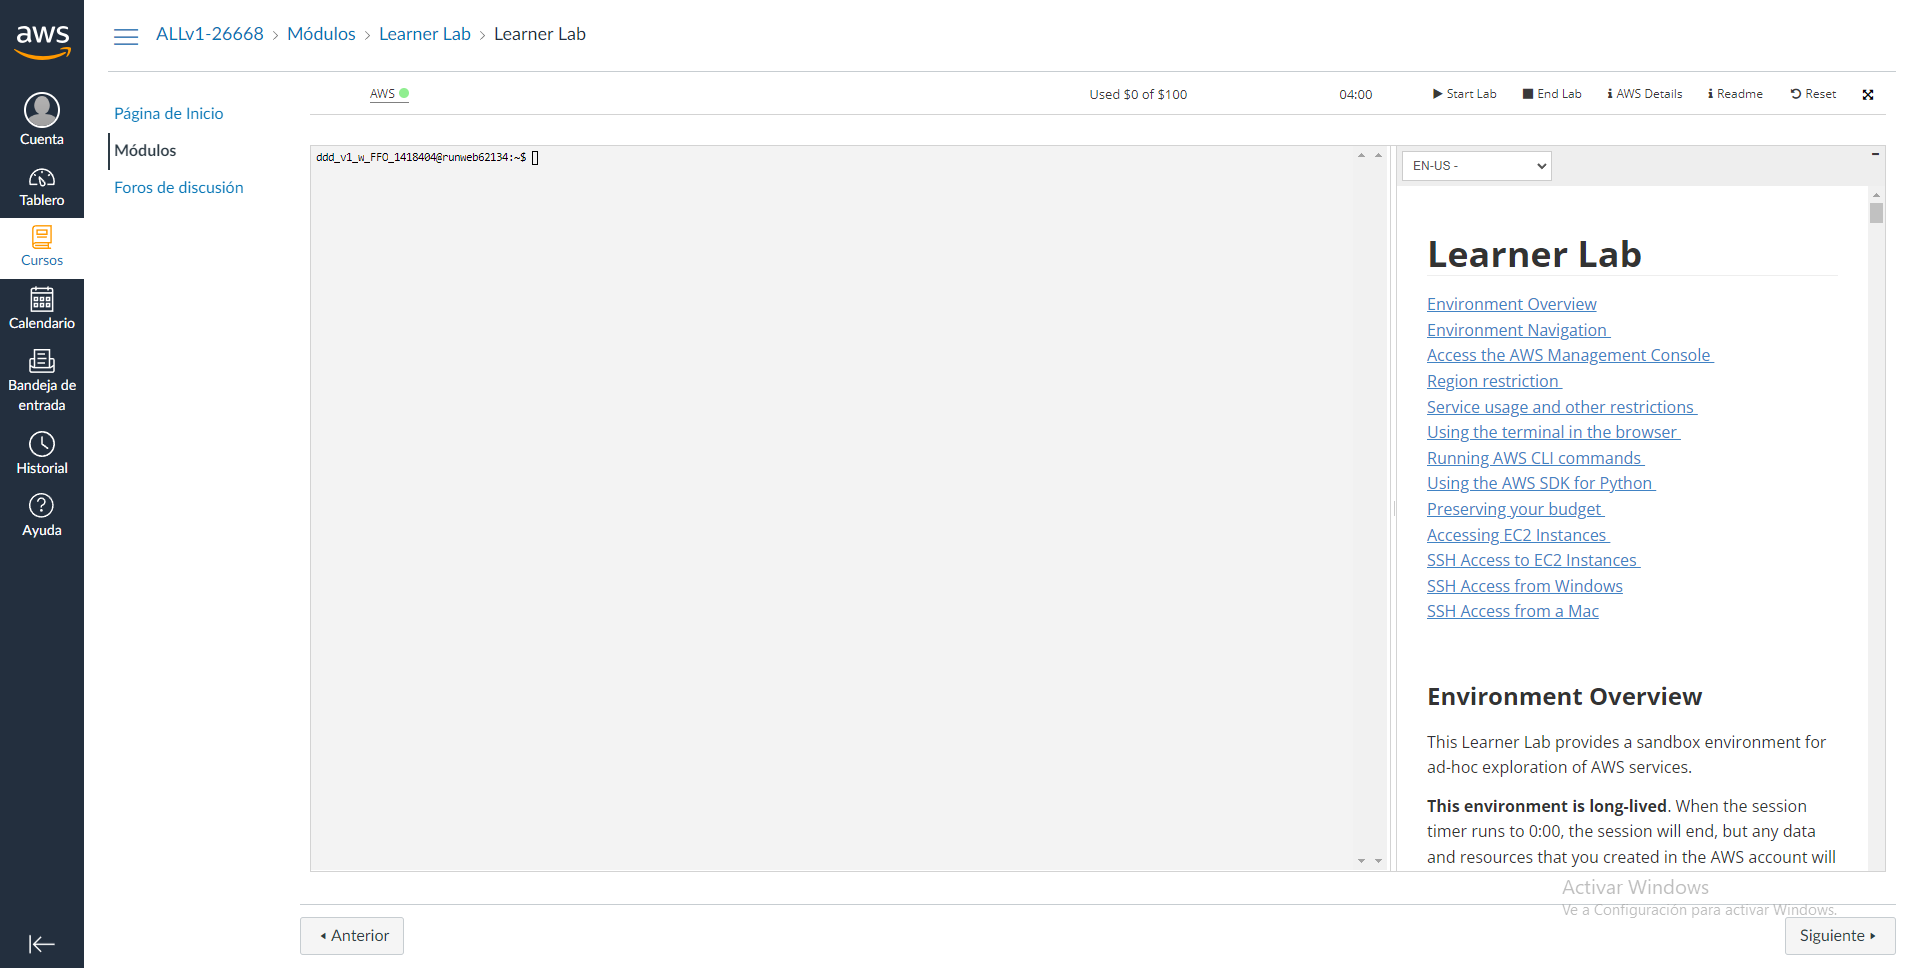 aws
Cuenta
Tablero
Cursos
Calendario
Bandeja de
entrada
Historial
Ayuda
ALLv1-26668 › Módulos › Learner Lab › Learner Lab
Página de Inicio
Módulos
Foros de discusión
AWS
Used $0 of $100
04:00
Start Lab
End Lab
AWS Details
Readme
Reset
ddd_v1_w_FFO_1418404@runweb62134:~$
EN-US -
Learner Lab
Environment Overview
Environment Navigation
Access the AWS Management Console
Region restriction
Service usage and other restrictions
Using the terminal in the browser
Running AWS CLI commands
Using the AWS SDK for Python
Preserving your budget
Accessing EC2 Instances
SSH Access to EC2 Instances
SSH Access from Windows
SSH Access from a Mac
Environment Overview
This Learner Lab provides a sandbox environment for
ad-hoc exploration of AWS services.
This environment is long-lived. When the session
timer runs to 0:00, the session will end, but any data
and resources that you created in the AWS account will
Activar Windows
Ve a Configuración para activar Windows.
Anterior
Siguiente